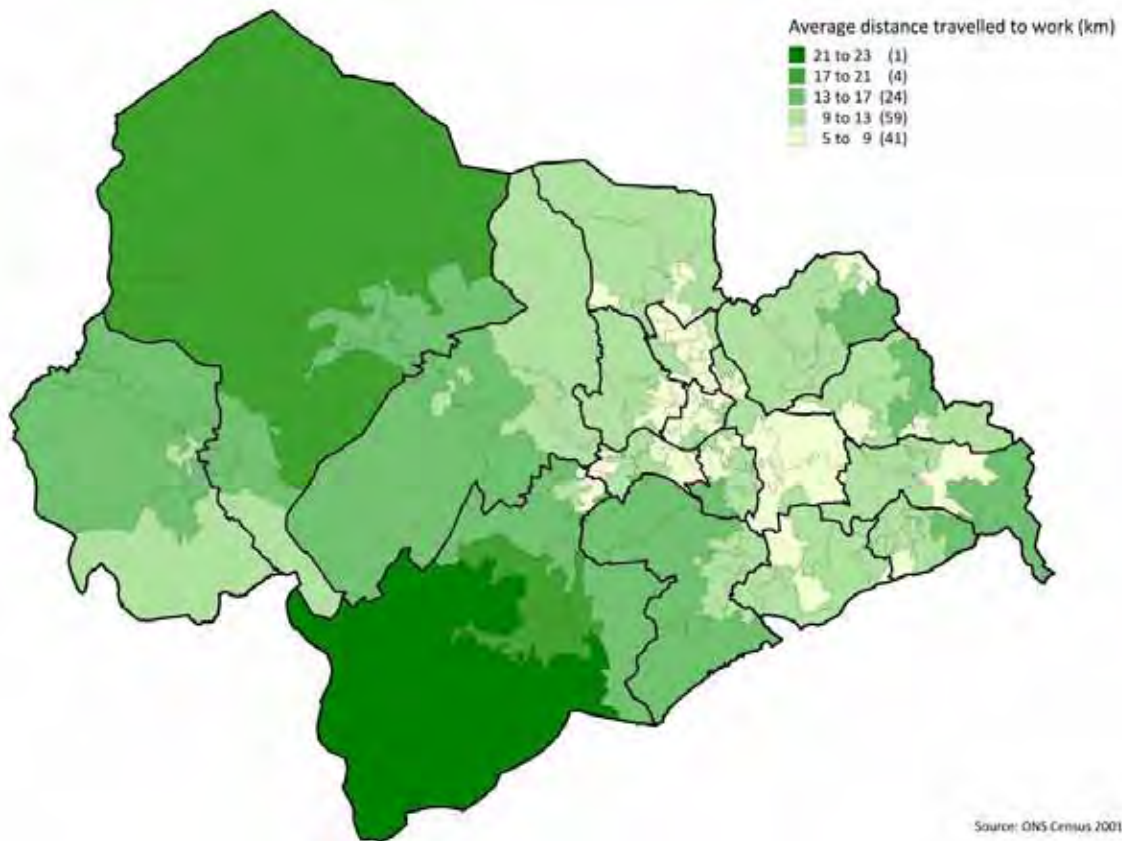 Average distance travelled to work (km)
21 to 23 (1)
17 to 21 (4)
13 to 17 (24)
9 to 13 (59)
5 to 9 (41)
Source: ONS Census 2001